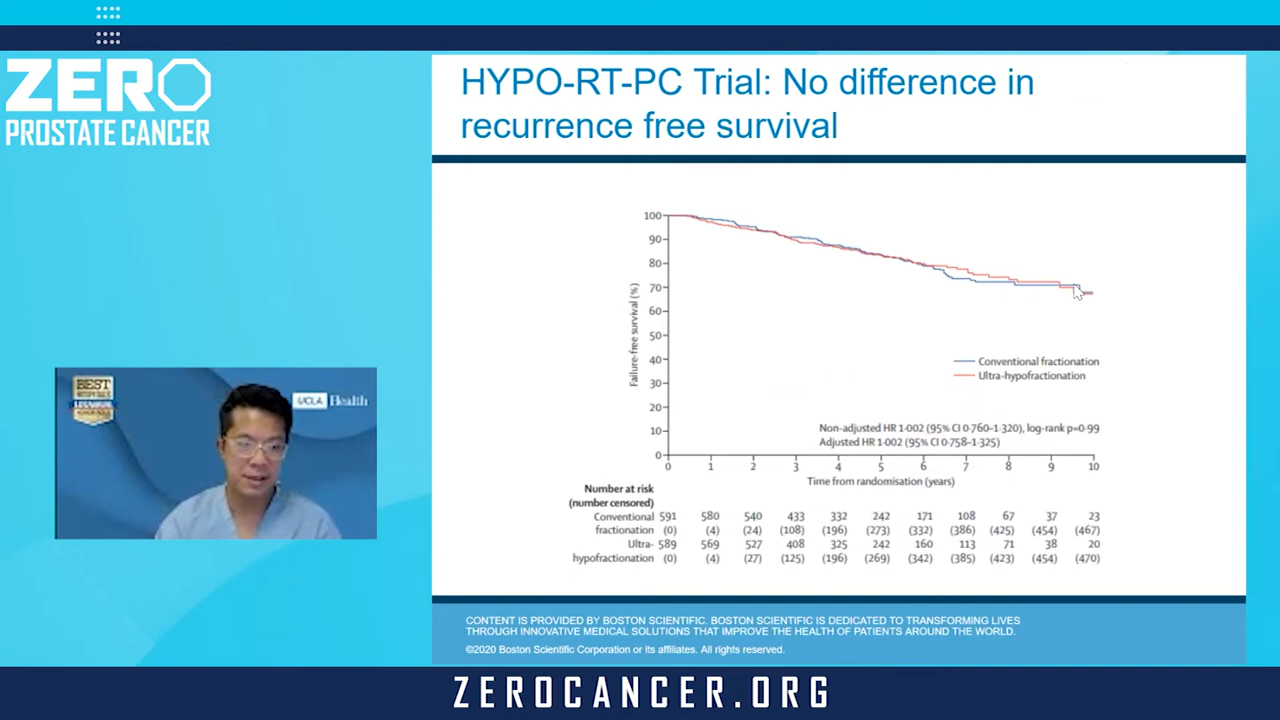 ZERO
PROSTATE CANCER
HYPO-RT-PC Trial: No difference in
recurrence free survival
Failure-free survival (%)
100
90
80
70
60
50
40
30
20
10
0
Conventional fractionation
Ultra-hypofractionation
Non-adjusted HR 1·002 (95% CI 0·760–1·320), log-rank p=0·99
Adjusted HR 1·002 (95% CI 0·758–1·325)
0 1 2 3 4 5 6 7 8 9 10
Time from randomisation (years)
Number at risk
(number censored)
Conventional 591 580 540 433 332 242 171 108 67 37 23
fractionation (0) (4) (24) (108) (196) (273) (332) (386) (425) (454) (467)
Ultra- 589 569 527 408 325 242 160 113 71 38 20
hypofractionation (0) (4) (27) (125) (196) (269) (342) (385) (423) (454) (470)
BEST
HOSPITALS
UCLA Health
CONTENT IS PROVIDED BY BOSTON SCIENTIFIC. BOSTON SCIENTIFIC IS DEDICATED TO TRANSFORMING LIVES
THROUGH INNOVATIVE MEDICAL SOLUTIONS THAT IMPROVE THE HEALTH OF PATIENTS AROUND THE WORLD.
©2020 Boston Scientific Corporation or its affiliates. All rights reserved.
ZEROCANCER.ORG